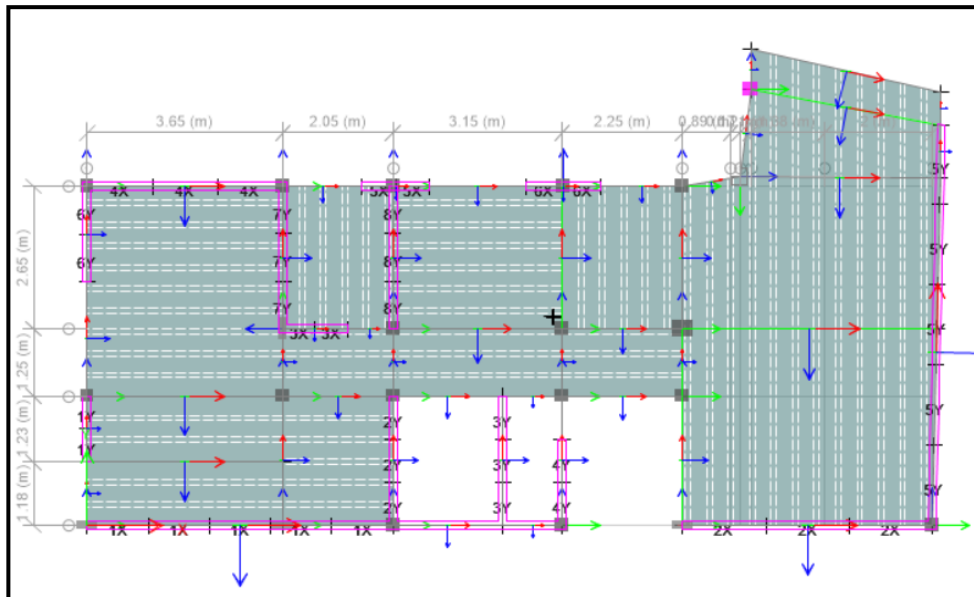 3.65 (m) 2.05 (m) 3.15 (m) 2.25 (m)
4X 4X 4X 5X 5X 6X 6X
5Y
6Y 7Y 8Y
2.65 (m)
5Y
6Y 7Y 8Y
7Y 8Y
3X 3X 5Y
1.25 (m)
1Y 2Y 3Y 5Y
1.23 (m)
1Y 2Y 3Y 4Y
1.18 (m)
2Y 3Y 4Y 5Y
1X 1X 1X 1X 1X 2X 2X 2X